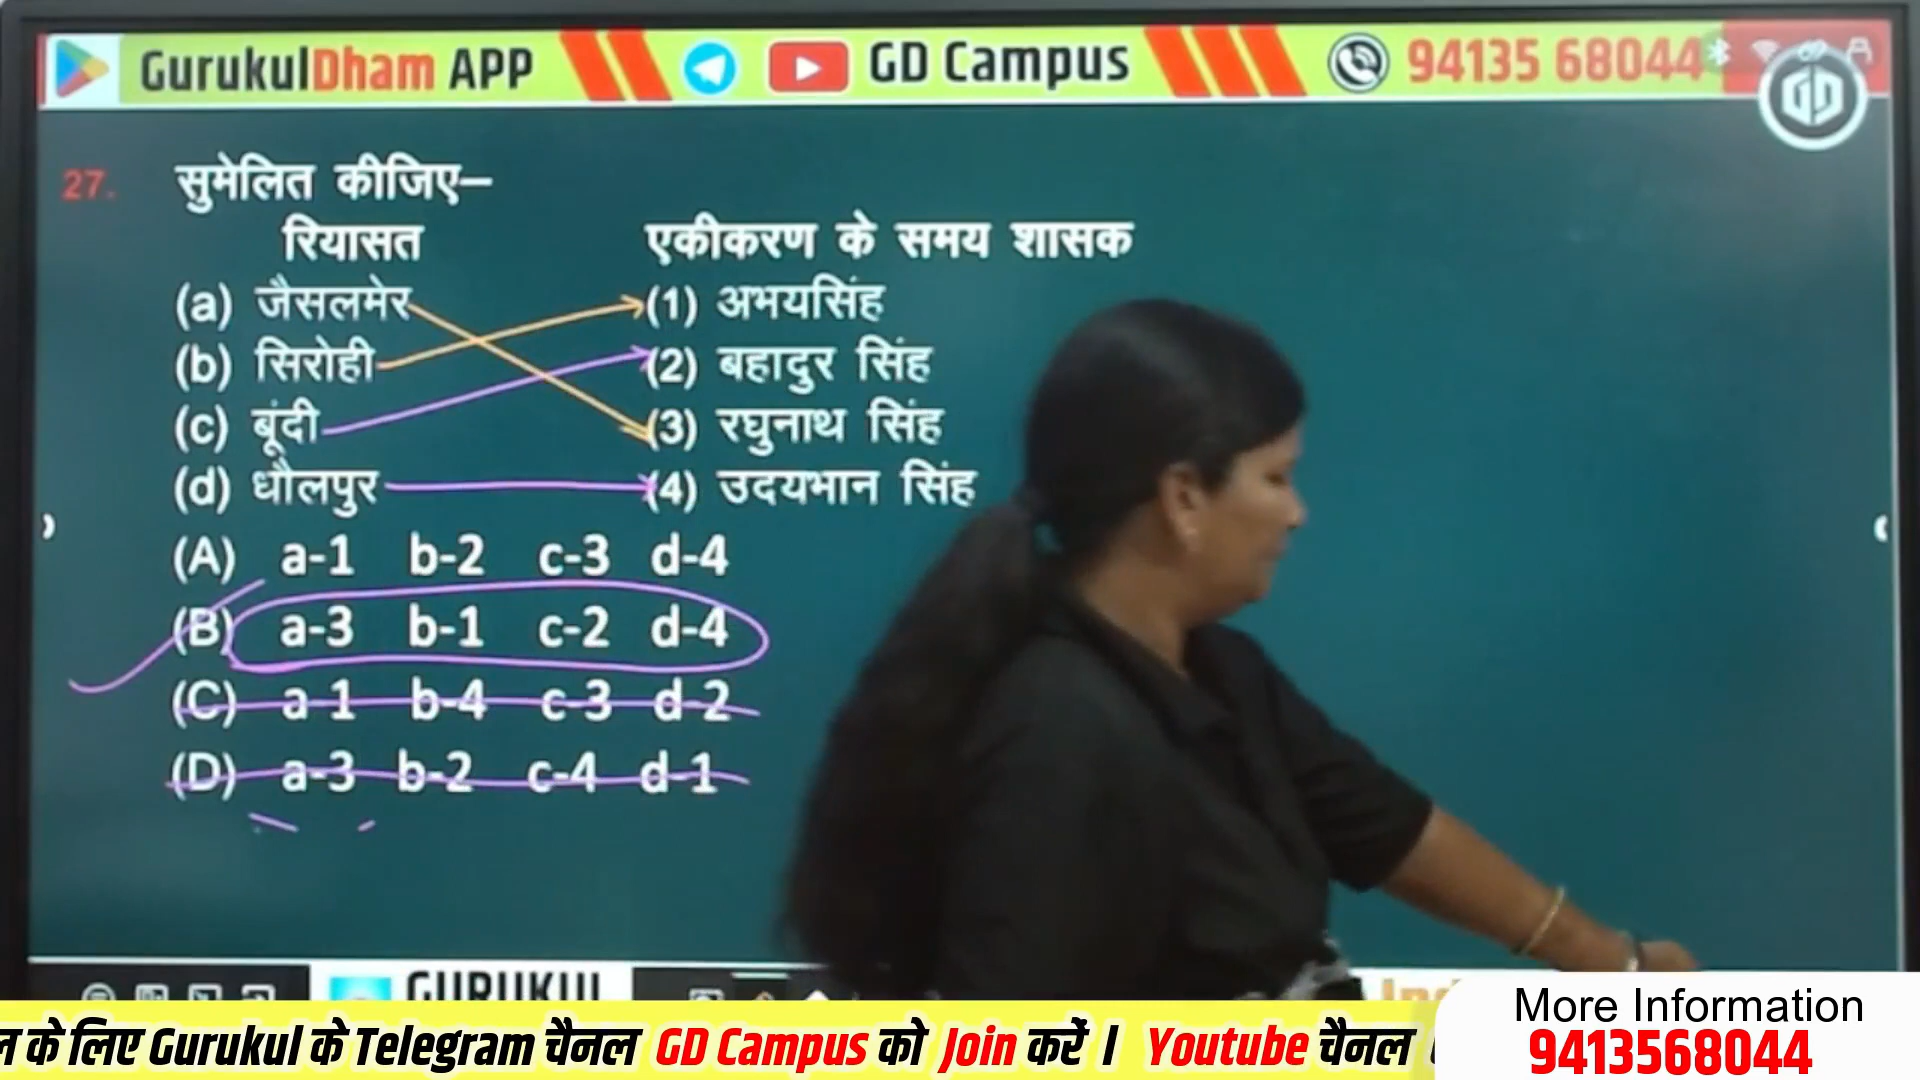 GurukulDham APP GD Campus 94135 68044
GD
27. सुमेलित कीजिए–
रियासत एकीकरण के समय शासक
(a) जैसलमेर (1) अभयसिंह
(b) सिरोही (2) बहादुर सिंह
(c) बूंदी (3) रघुनाथ सिंह
(d) धौलपुर (4) उदयभान सिंह
(A) a-1 b-2 c-3 d-4
(B) a-3 b-1 c-2 d-4
(C) a-1 b-4 c-3 d-2
(D) a-3 b-2 c-4 d-1
GURUKUL
More Information
के लिए Gurukul के Telegram चैनल GD Campus को Join करें । Youtube चैनल
9413568044